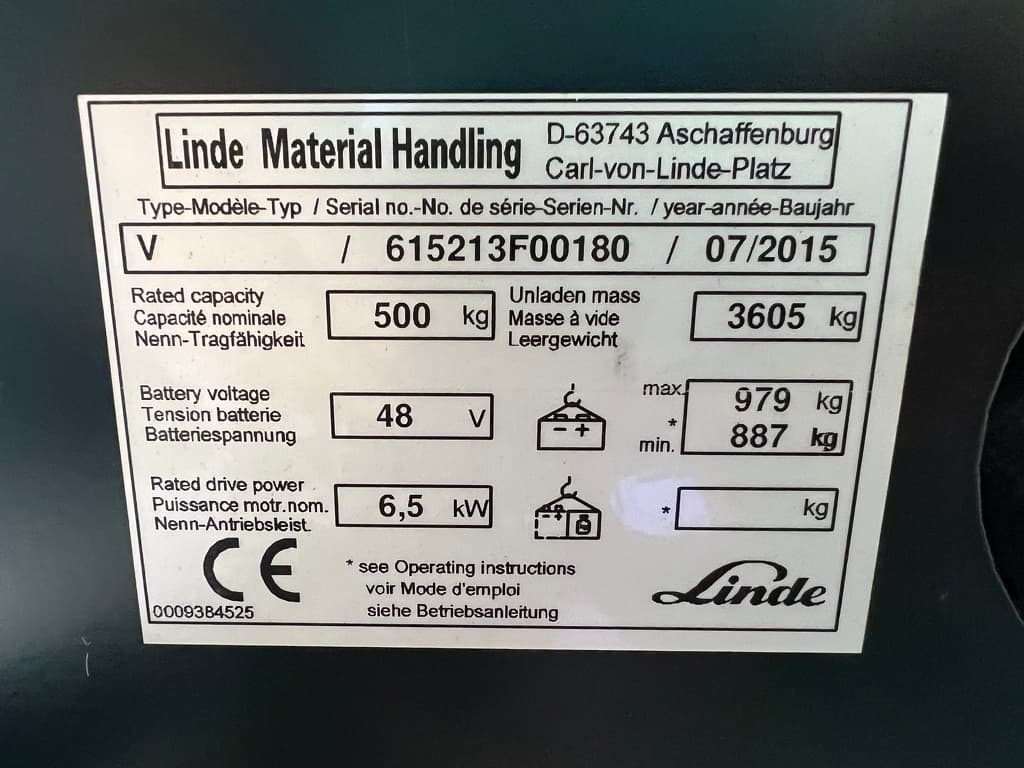 Linde Material Handling
D-63743 Aschaffenburg
Carl-von-Linde-Platz
Type-Modèle-Typ / Serial no.-No. de série-Serien-Nr. / year-année-Baujahr
V / 615213F00180 / 07/2015
Rated capacity
Capacité nominale
Nenn-Tragfähigkeit
500 kg
Unladen mass
Masse à vide
Leergewicht
3605 kg
Battery voltage
Tension batterie
Batteriespannung
48 V
- +
max. 979 kg
*
min. 887 kg
Rated drive power
Puissance motr.nom.
Nenn-Antriebsleist.
6,5 kW
- +
* kg
CE
0009384525
* see Operating instructions
voir Mode d'emploi
siehe Betriebsanleitung
Linde